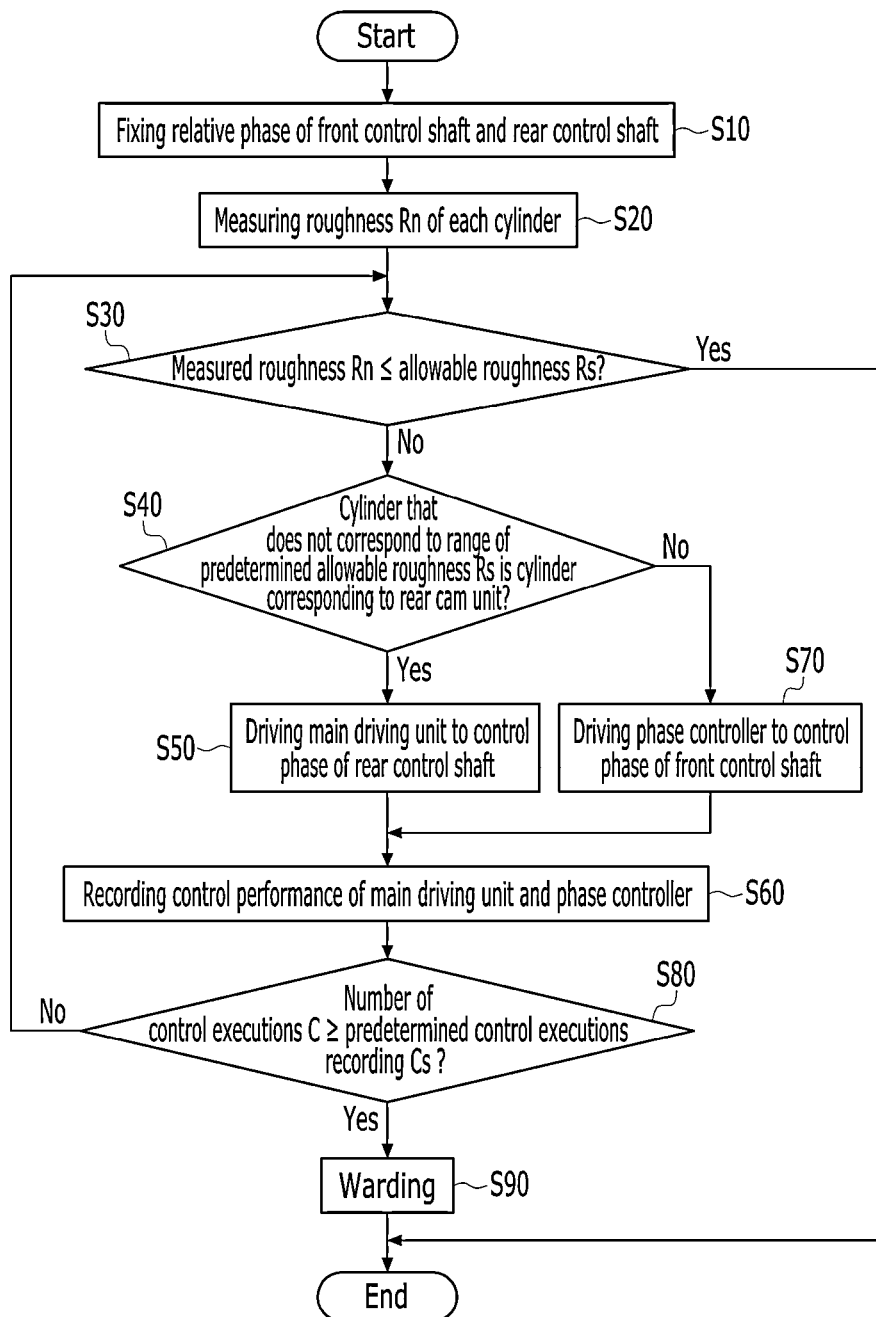 Start
Fixing relative phase of front control shaft and rear control shaft
S10
Measuring roughness Rn of each cylinder
S20
S30
Measured roughness Rn ≤ allowable roughness Rs?
Yes
No
S40
Cylinder that
does not correspond to range of
predetermined allowable roughness Rs is cylinder
corresponding to rear cam unit?
No
Yes
S50
Driving main driving unit to control
phase of rear control shaft
S70
Driving phase controller to control
phase of front control shaft
Recording control performance of main driving unit and phase controller
S60
S80
Number of
control executions C ≥ predetermined control executions
recording Cs ?
No
Yes
Warding
S90
End